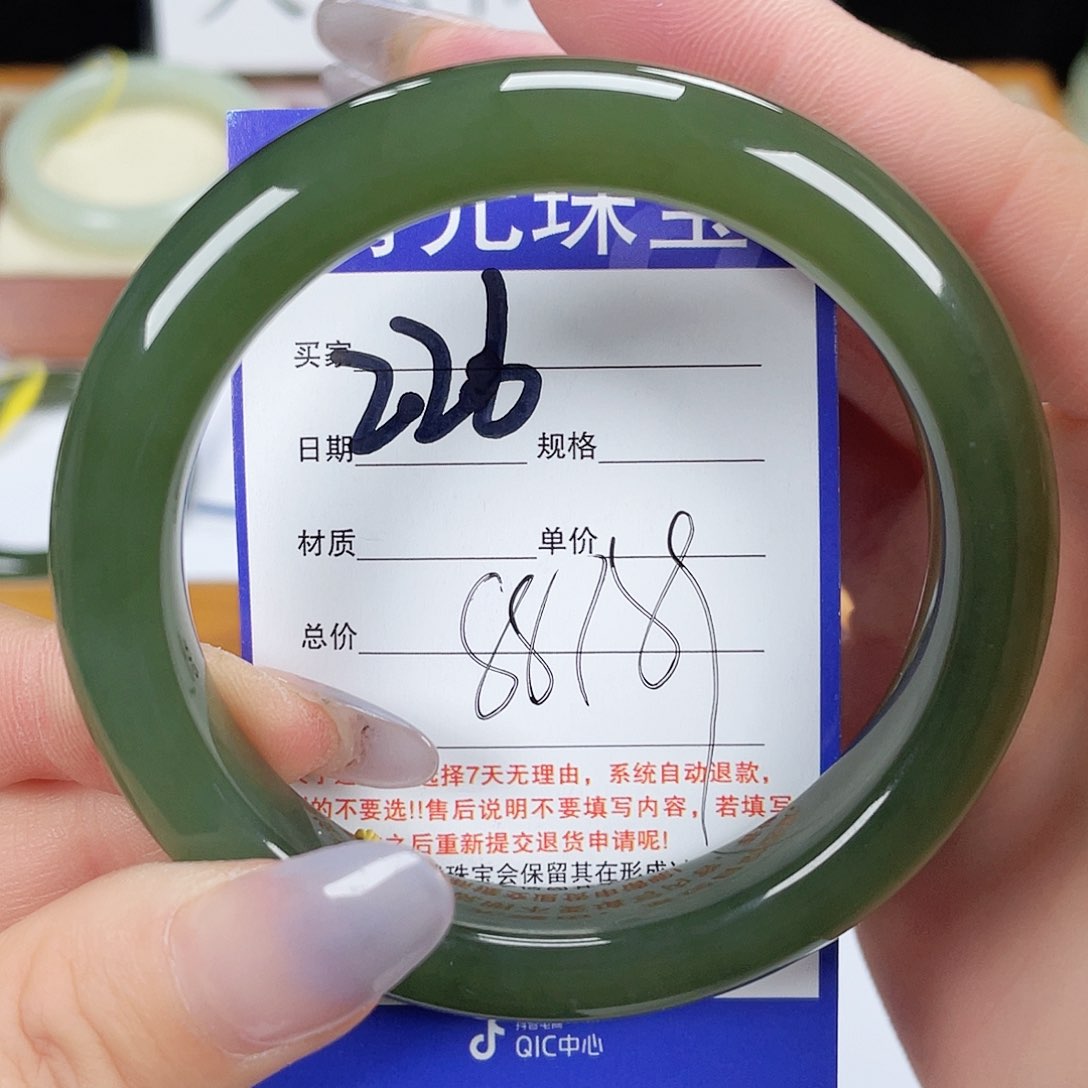 元珠宝
226
买家
日期 规格
材质 单价
总价
选择7天无理由，系统自动退款，
的不要选!!售后说明不要填写内容，若填写
之后重新提交退货申请呢!
珠宝会保留其在形成
QIC中心